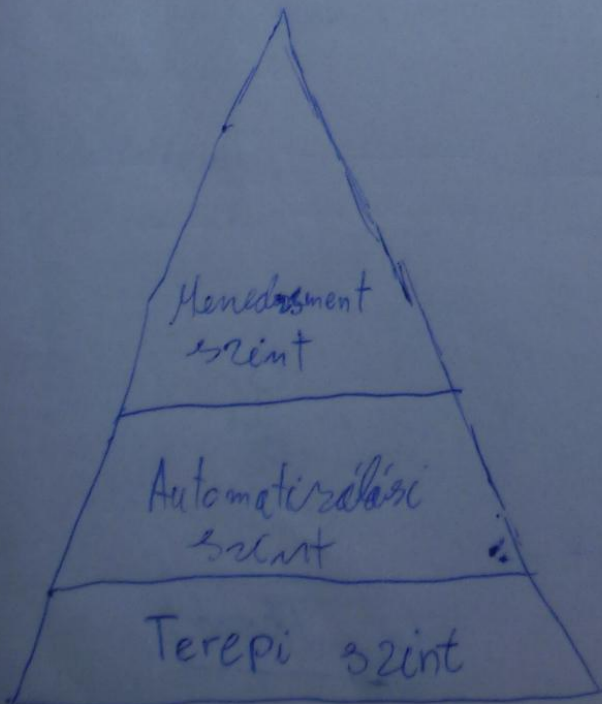 Menedzsment
szint
Automatizálási
szint
Terepi szint